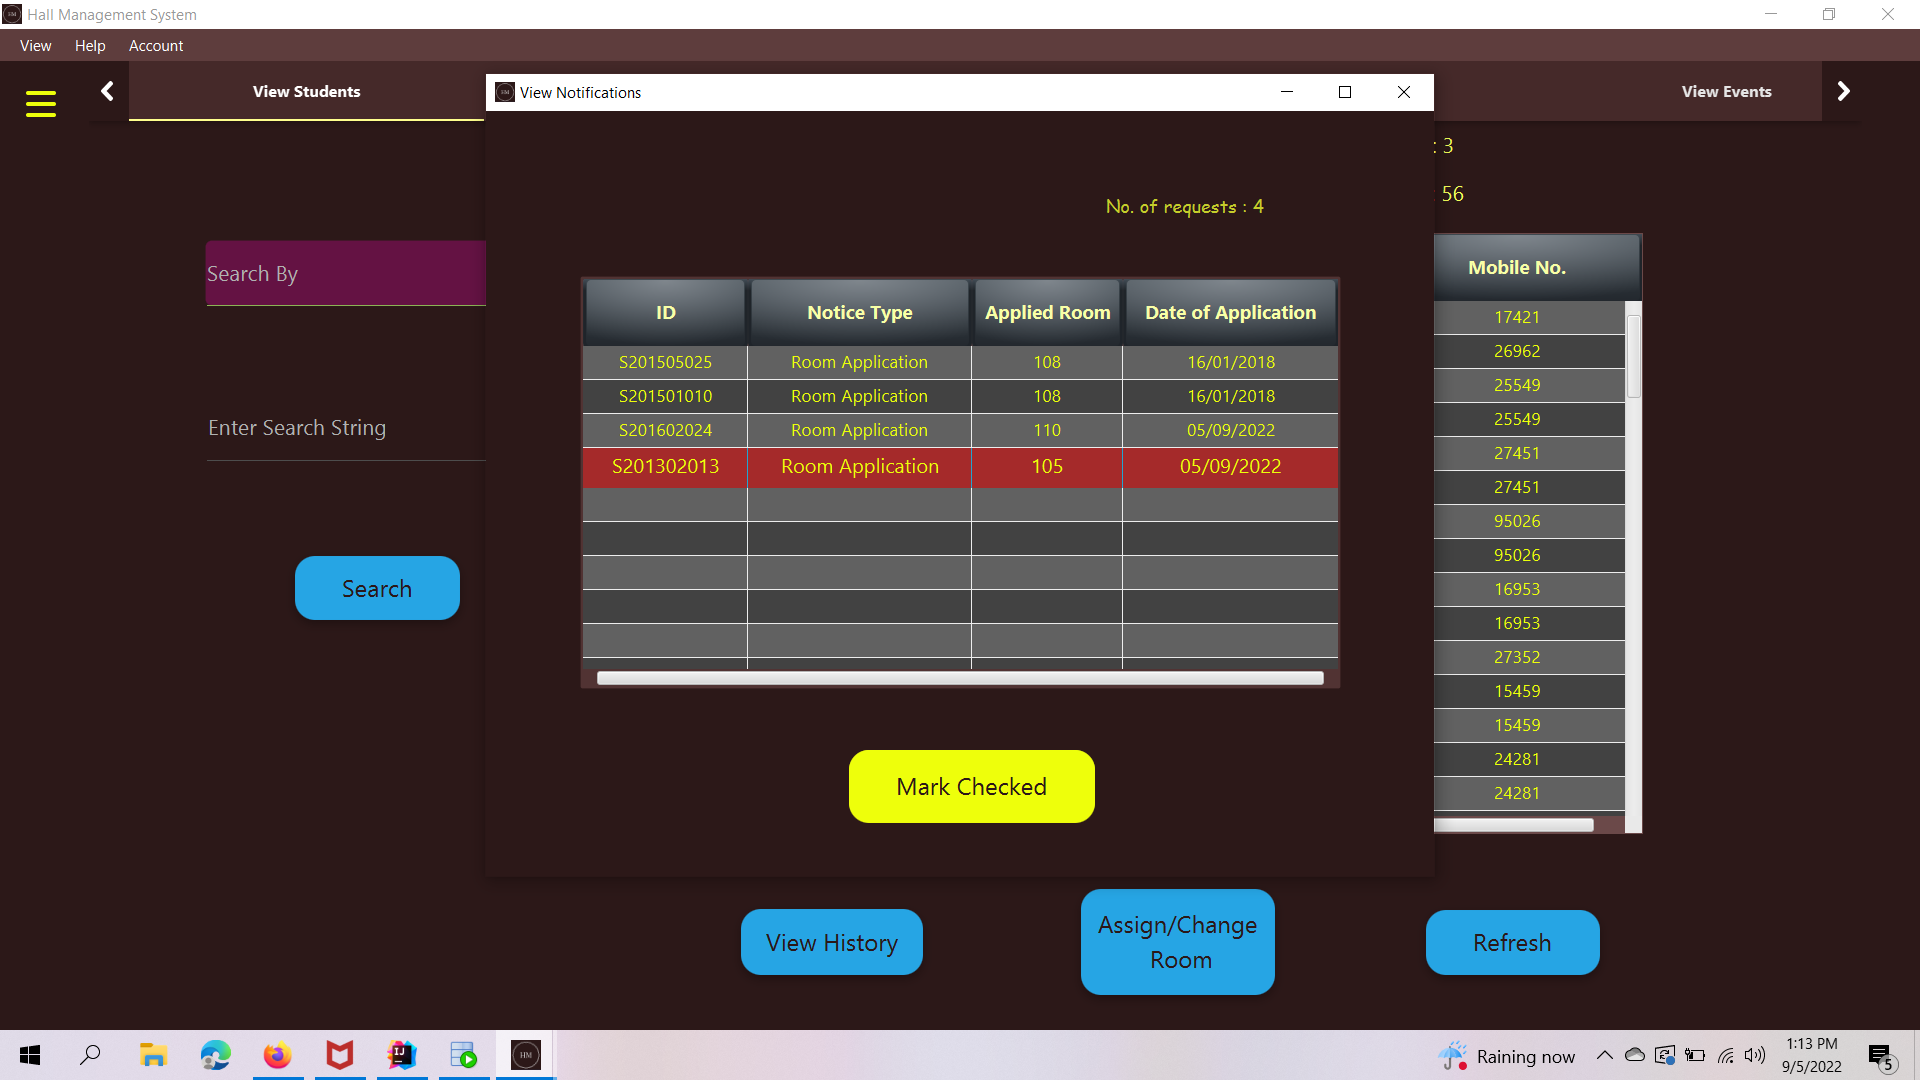 Hall Management System
View Help Account
View Students
View Notifications
View Events
: 3
56
No. of requests : 4
Search By
Enter Search String
Search
ID Notice Type Applied Room Date of Application
S201505025 Room Application 108 16/01/2018
S201501010 Room Application 108 16/01/2018
S201602024 Room Application 110 05/09/2022
S201302013 Room Application 105 05/09/2022
Mark Checked
Mobile No.
17421
26962
25549
25549
27451
27451
95026
95026
16953
16953
27352
15459
15459
24281
24281
View History
Assign/Change
Room
Refresh
Raining now
1:13 PM
9/5/2022
5